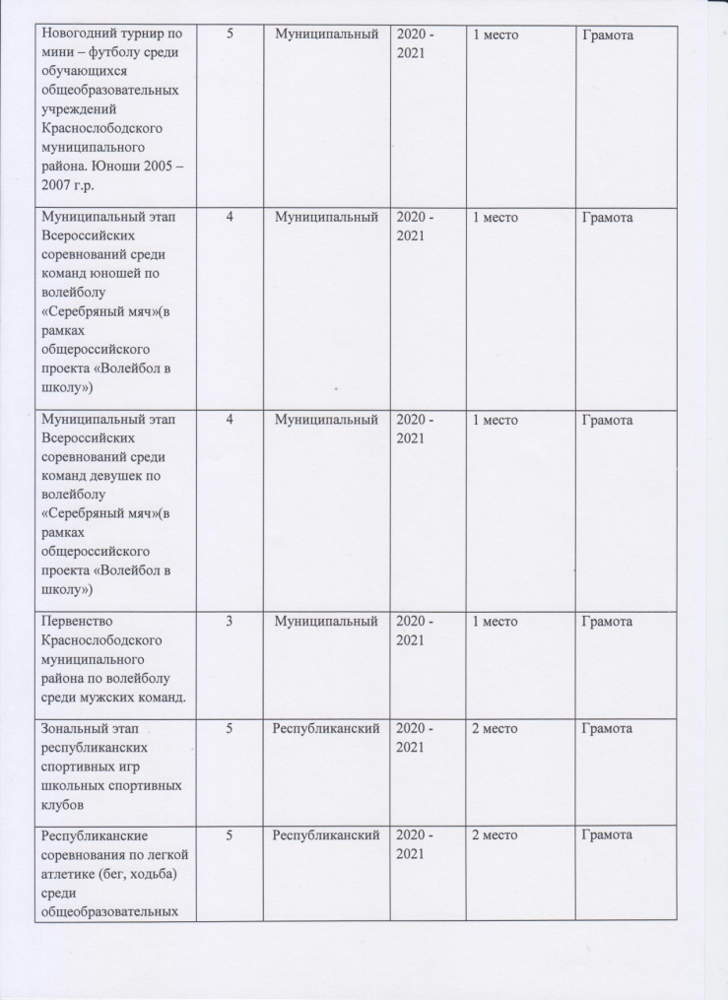 Новогодний турнир по 5 Муниципальный 2020 - 1 место Грамота
мини – футболу среди 2021
обучающихся
общеобразовательных
учреждений
Краснослободского
муниципального
района. Юноши 2005 –
2007 г.р.
Муниципальный этап 4 Муниципальный 2020 - 1 место Грамота
Всероссийских 2021
соревнований среди
команд юношей по
волейболу
«Серебряный мяч»(в
рамках
общероссийского
проекта «Волейбол в
школу»)
Муниципальный этап 4 Муниципальный 2020 - 1 место Грамота
Всероссийских 2021
соревнований среди
команд девушек по
волейболу
«Серебряный мяч»(в
рамках
общероссийского
проекта «Волейбол в
школу»)
Первенство 3 Муниципальный 2020 - 1 место Грамота
Краснослободского 2021
муниципального
района по волейболу
среди мужских команд.
Зональный этап 5 Республиканский 2020 - 2 место Грамота
республиканских 2021
спортивных игр
школьных спортивных
клубов
Республиканские 5 Республиканский 2020 - 2 место Грамота
соревнования по легкой 2021
атлетике (бег, ходьба)
среди
общеобразовательных